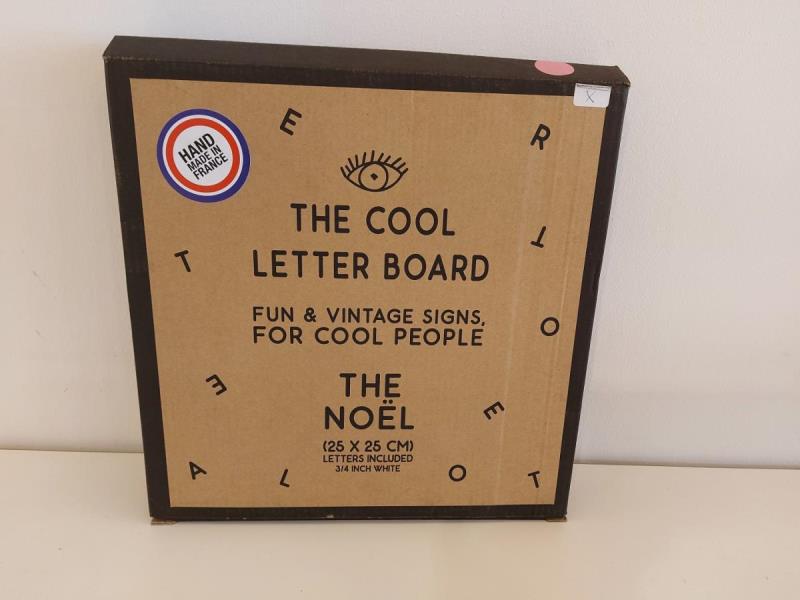 X
HAND
MADE IN
FRANCE
E
R
THE COOL
T
T
LETTER BOARD
FUN & VINTAGE SIGNS,
O
FOR COOL PEOPLE
E
THE
NOËL
E
(25 X 25 CM)
LETTERS INCLUDED
3/4 INCH WHITE
A
L
O
T